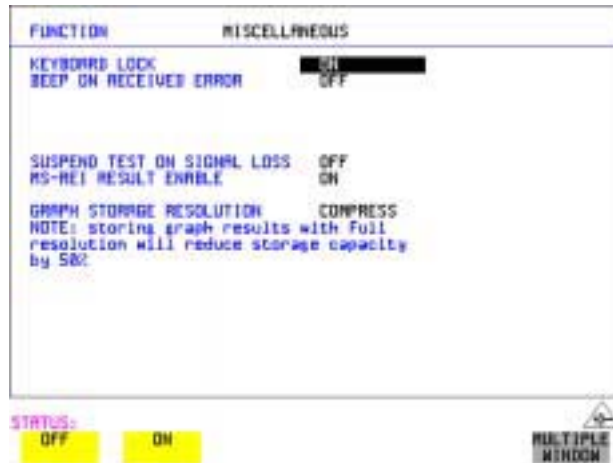 FUNCTION MISCELLANEOUS
KEYBOARD LOCK ON
BEEP ON RECEIVED ERROR OFF
SUSPEND TEST ON SIGNAL LOSS OFF
MS-REI RESULT ENABLE ON
GRAPH STORAGE RESOLUTION COMPRESS
NOTE: storing graph results with Full
resolution will reduce storage capacity
by 50%
STATUS:
OFF ON MULTIPLE
WINDOW